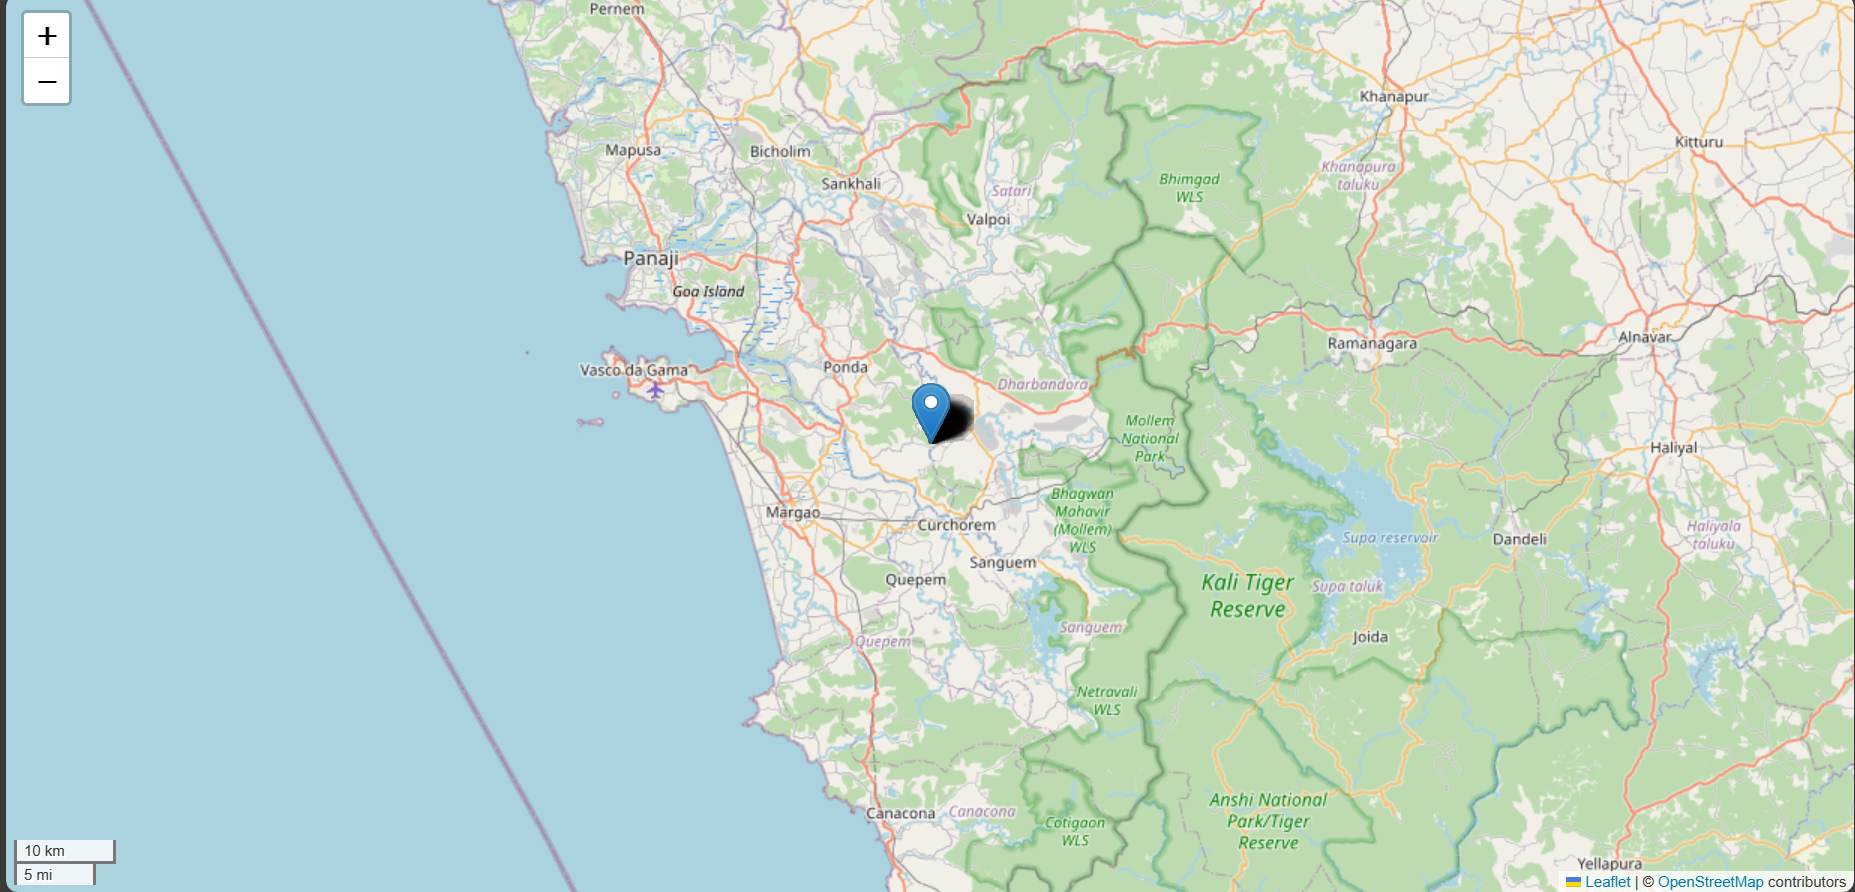 +
−
Pernem
Khanapur
Kitturu
Mapusa
Bicholim
Khanapura
taluku
Sankhali
Satari
Bhimgad
WLS
Valpoi
Panaji
Goa Island
Alnavar
Ramanagara
Vasco da Gama
Ponda
Dharbandora
Mollem
National
Park
Haliyal
Bhagwan
Mahavir
(Mollem)
WLS
Margao
Curchorem
Supa reservoir
Dandeli
Haliyala
taluku
Sanguem
Quepem
Kali Tiger
Reserve
Supa taluk
Sanguem
Quepem
Joida
Netravali
WLS
Anshi National
Park/Tiger
Reserve
Canacona
Canacona
Cotigaon
WLS
Yellapura
10 km
5 mi
Leaflet | © OpenStreetMap contributors